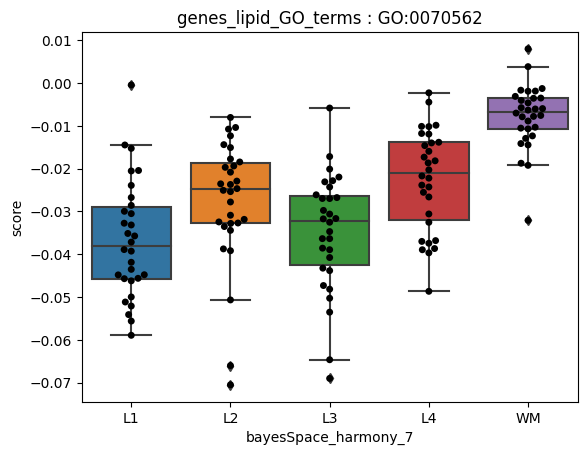 genes_lipid_GO_terms : GO:0070562
0.01
0.00
−0.01
−0.02
−0.03
−0.04
−0.05
−0.06
−0.07
score
L1 L2 L3 L4 WM
bayesSpace_harmony_7